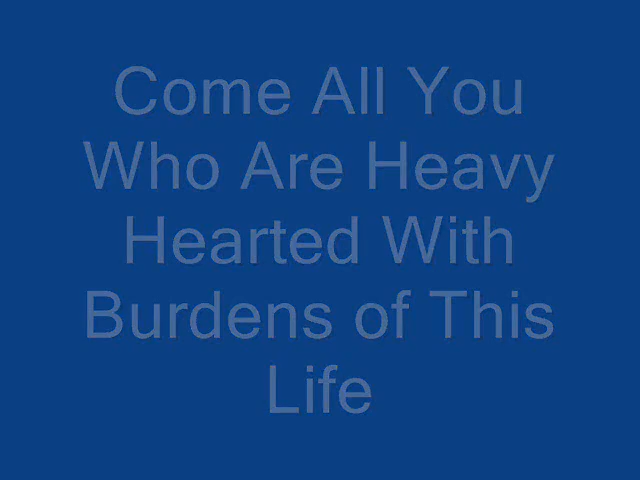 Come All You
Who Are Heavy
Hearted With
Burdens of This
Life